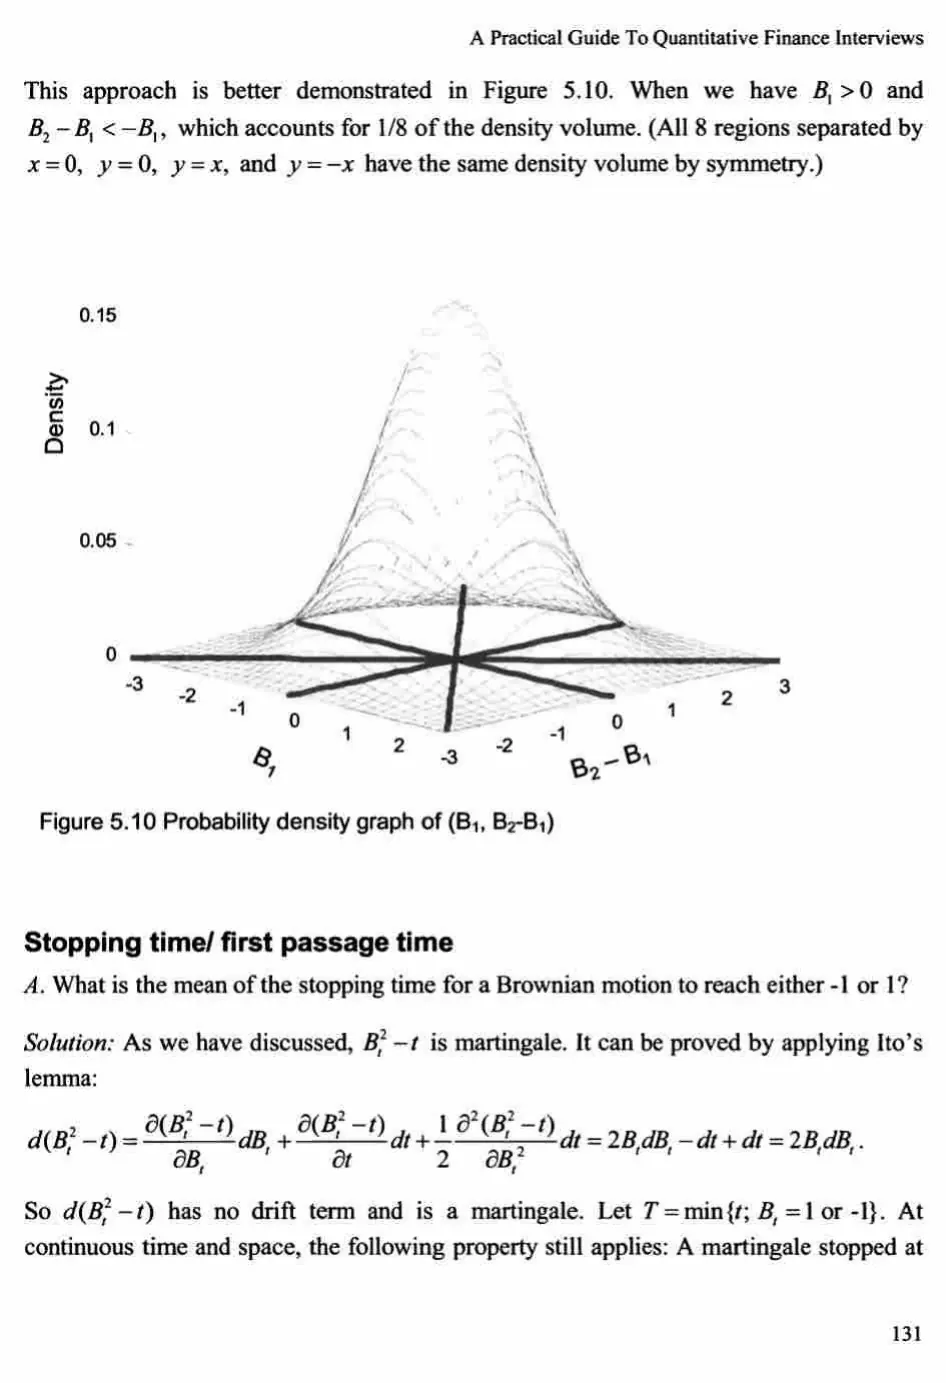 A Practical Guide To Quantitative Finance Interviews
This approach is better demonstrated in Figure 5.10. When we have B₁ > 0 and
B₂ − B₁ < −B₁, which accounts for 1/8 of the density volume. (All 8 regions separated by
x = 0, y = 0, y = x, and y = −x have the same density volume by symmetry.)
0.15
Density
0.1
0.05
0
-3
-2
-1
0
1
2
-3
-2
-1
0
1
2
3
B₁
B₂ − B₁
Figure 5.10 Probability density graph of (B₁, B₂-B₁)
Stopping time/ first passage time
A. What is the mean of the stopping time for a Brownian motion to reach either -1 or 1?
Solution: As we have discussed, Bₜ² − t is martingale. It can be proved by applying Ito's
lemma:
d(Bₜ² − t) = ∂(Bₜ² − t)/∂Bₜ dBₜ + ∂(Bₜ² − t)/∂t dt + 1/2 ∂²(Bₜ² − t)/∂Bₜ² dt = 2BₜdBₜ − dt + dt = 2BₜdBₜ.
So d(Bₜ² − t) has no drift term and is a martingale. Let T = min{t; Bₜ = 1 or -1}. At
continuous time and space, the following property still applies: A martingale stopped at
131